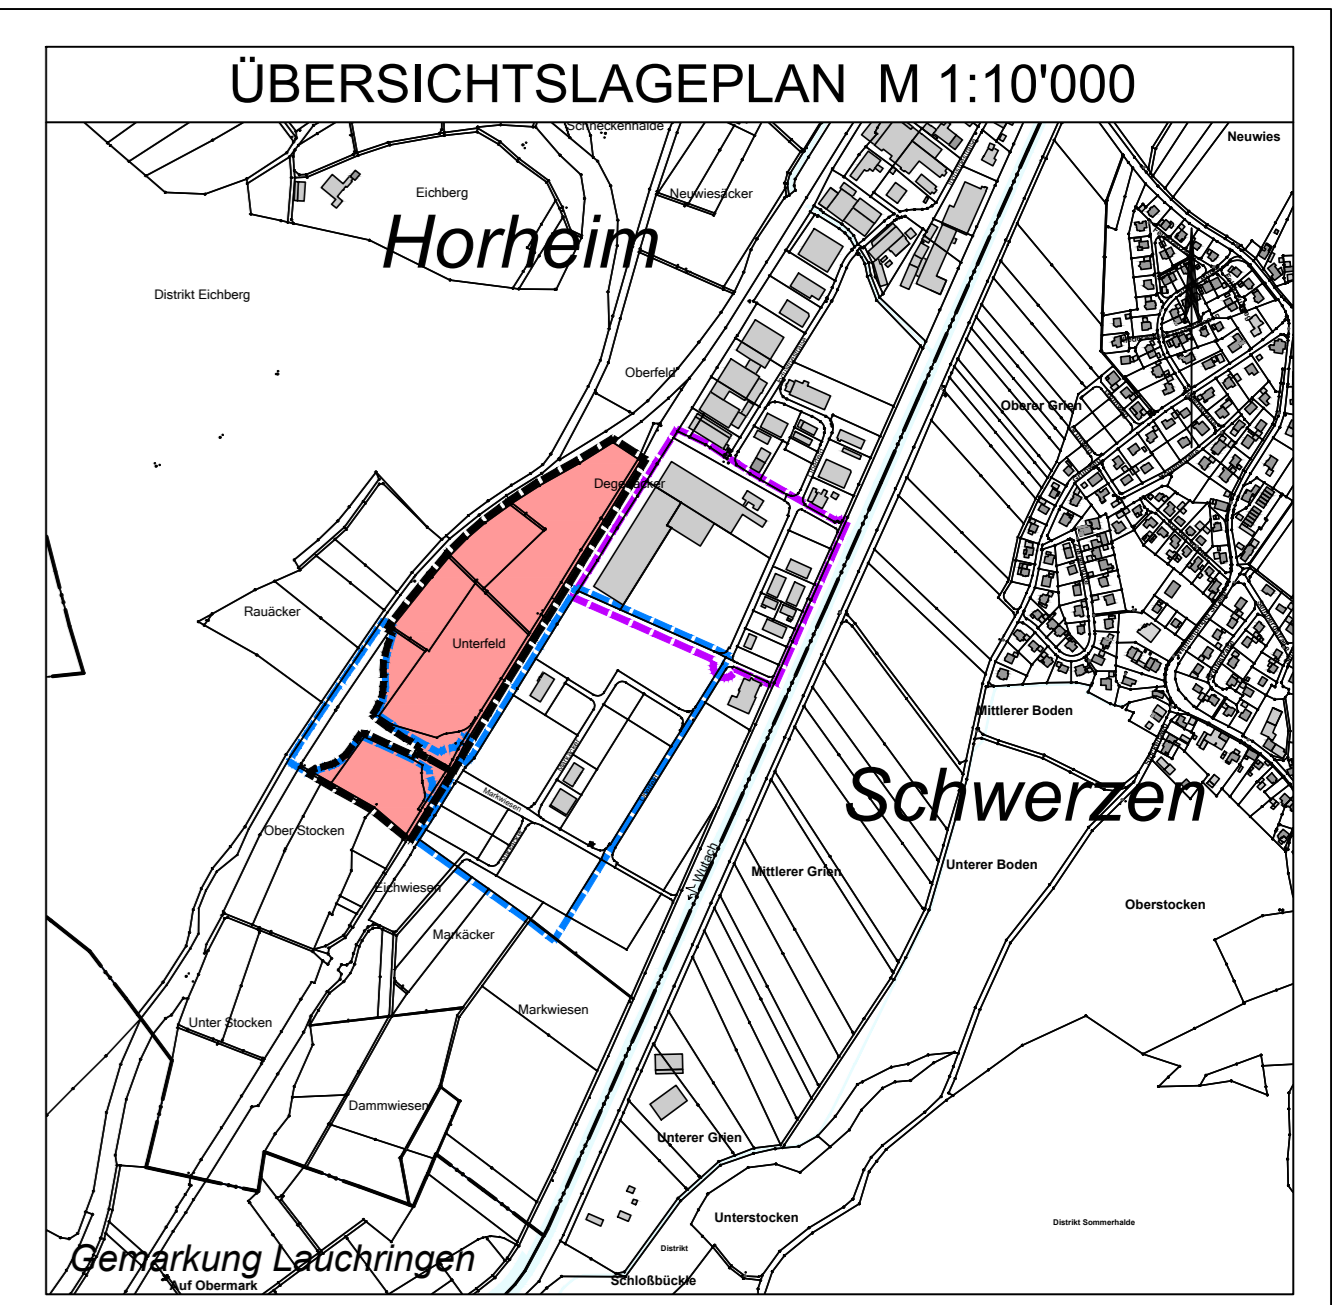 ÜBERSICHTSLAGEPLAN M 1:10'000
Schneckenhalde
Neuwies
Eichberg
Neuwiesäcker
Horheim
Distrikt Eichberg
Oberfeld
Oberer Grien
Degenäcker
Rauäcker
Unterfeld
Mittlerer Boden
Schwerzen
Markwiesen
Ober Stocken
Wutach
Mittlerer Grien
Unterer Boden
Eichwiesen
Oberstocken
Markäcker
Markwiesen
Unter Stocken
Dammwiesen
Unterer Grien
Unterstocken
Distrikt Sommerhalde
Distrikt
Gemarkung Lauchringen
Schloßbückle
Auf Obermark